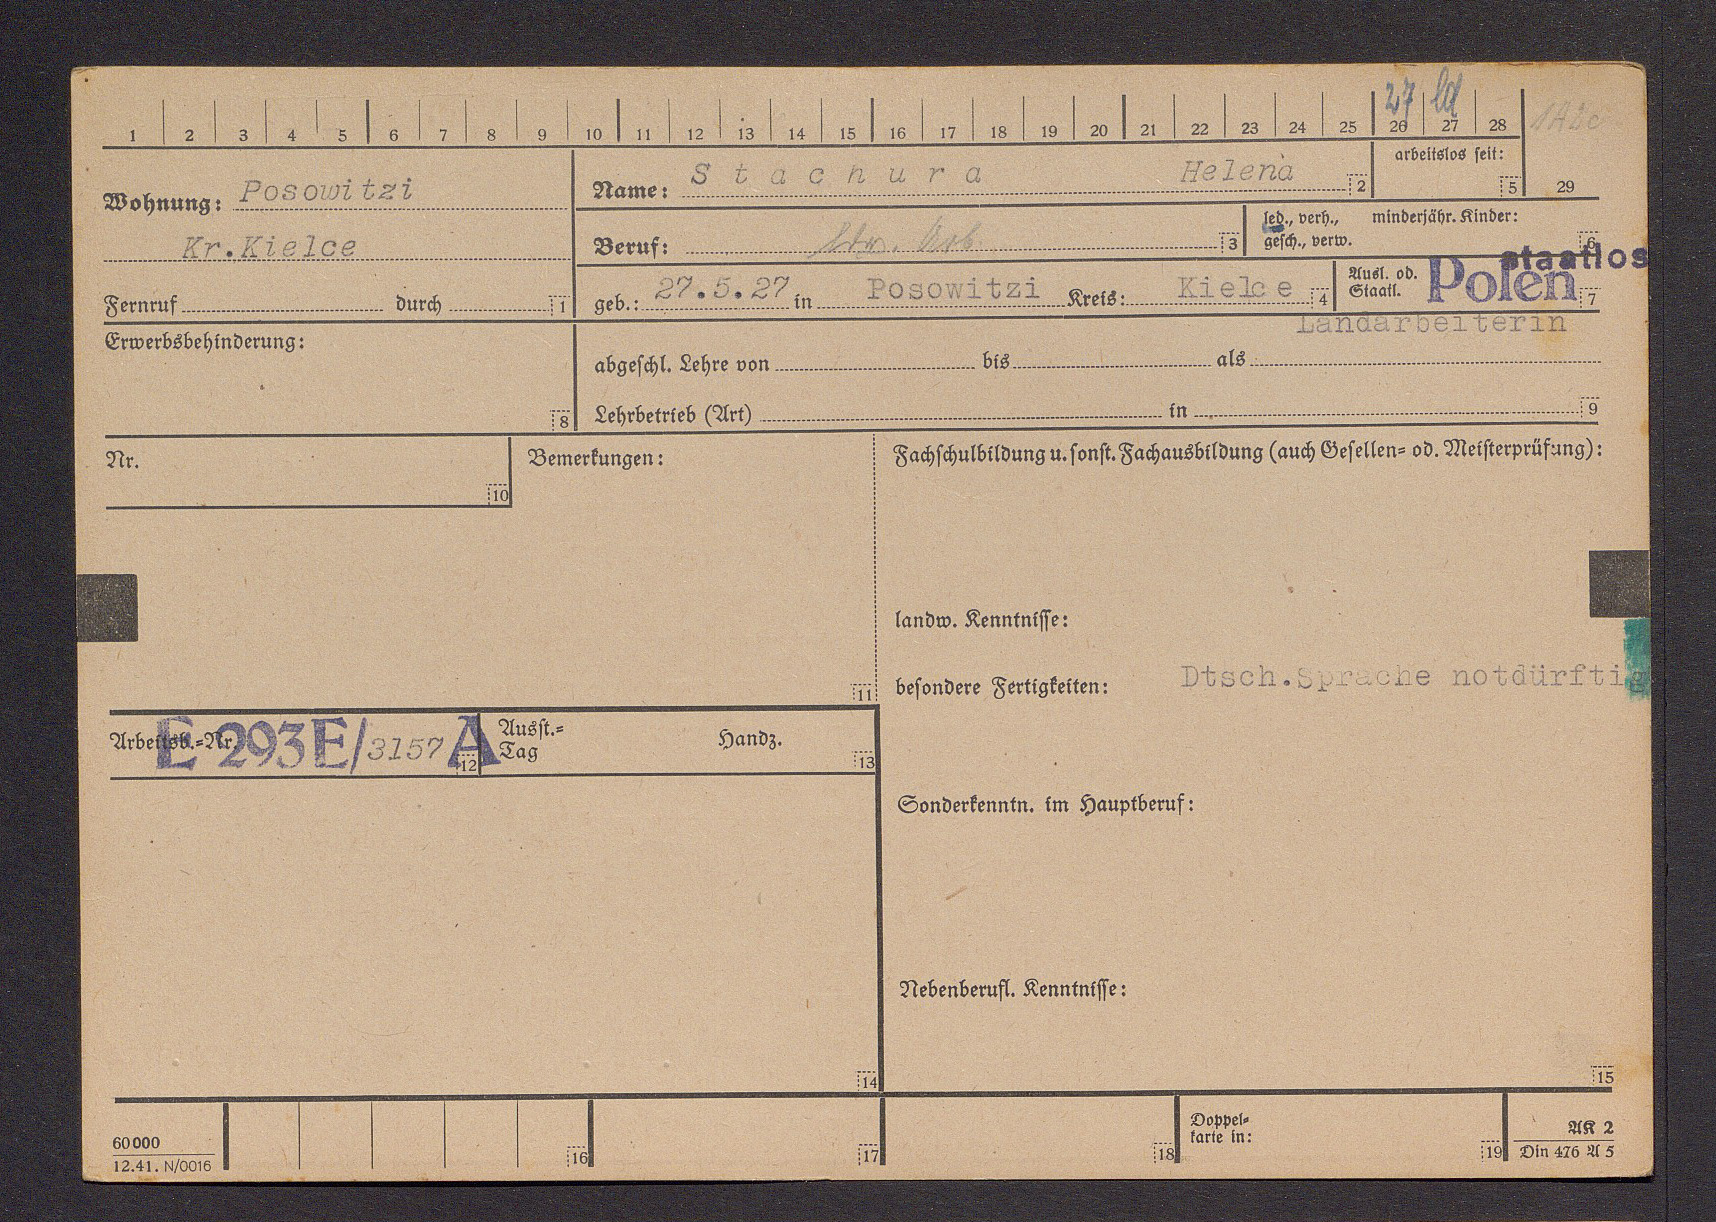 27 ld
1 2 3 4 5 6 7 8 9 10 11 12 13 14 15 16 17 18 19 20 21 22 23 24 25 26 27 28
29
Wohnung: Posowitzi
Kr.Kielce
Fernruf durch 1
Name: Stachura Helena 2
arbeitslos seit: 5
Beruf: 3
led., verh., minderjähr. Kinder:
gesch., verw. 6
staatlos
geb.: 27.5.27 in Posowitzi Kreis: Kielce 4
Ausl. od.
Staatl. Polen 7
Landarbeiterin
Erwerbsbehinderung:
8
abgeschl. Lehre von bis als
Lehrbetrieb (Art) in 9
Nr.
10
Bemerkungen:
11
Fachschulbildung u. sonst. Fachausbildung (auch Gesellen= od. Meisterprüfung):
landw. Kenntnisse:
besondere Fertigkeiten: Dtsch.Sprache notdürftig
Arbeitsb.=Nr. E 293E/3157 A 12
Ausst.=
Tag Handz. 13
Sonderkenntn. im Hauptberuf:
Nebenberufl. Kenntnisse:
14
15
60000
12.41. N/0016
16
17
18
Doppel=
karte in: 19
AK 2
Din 476 A 5